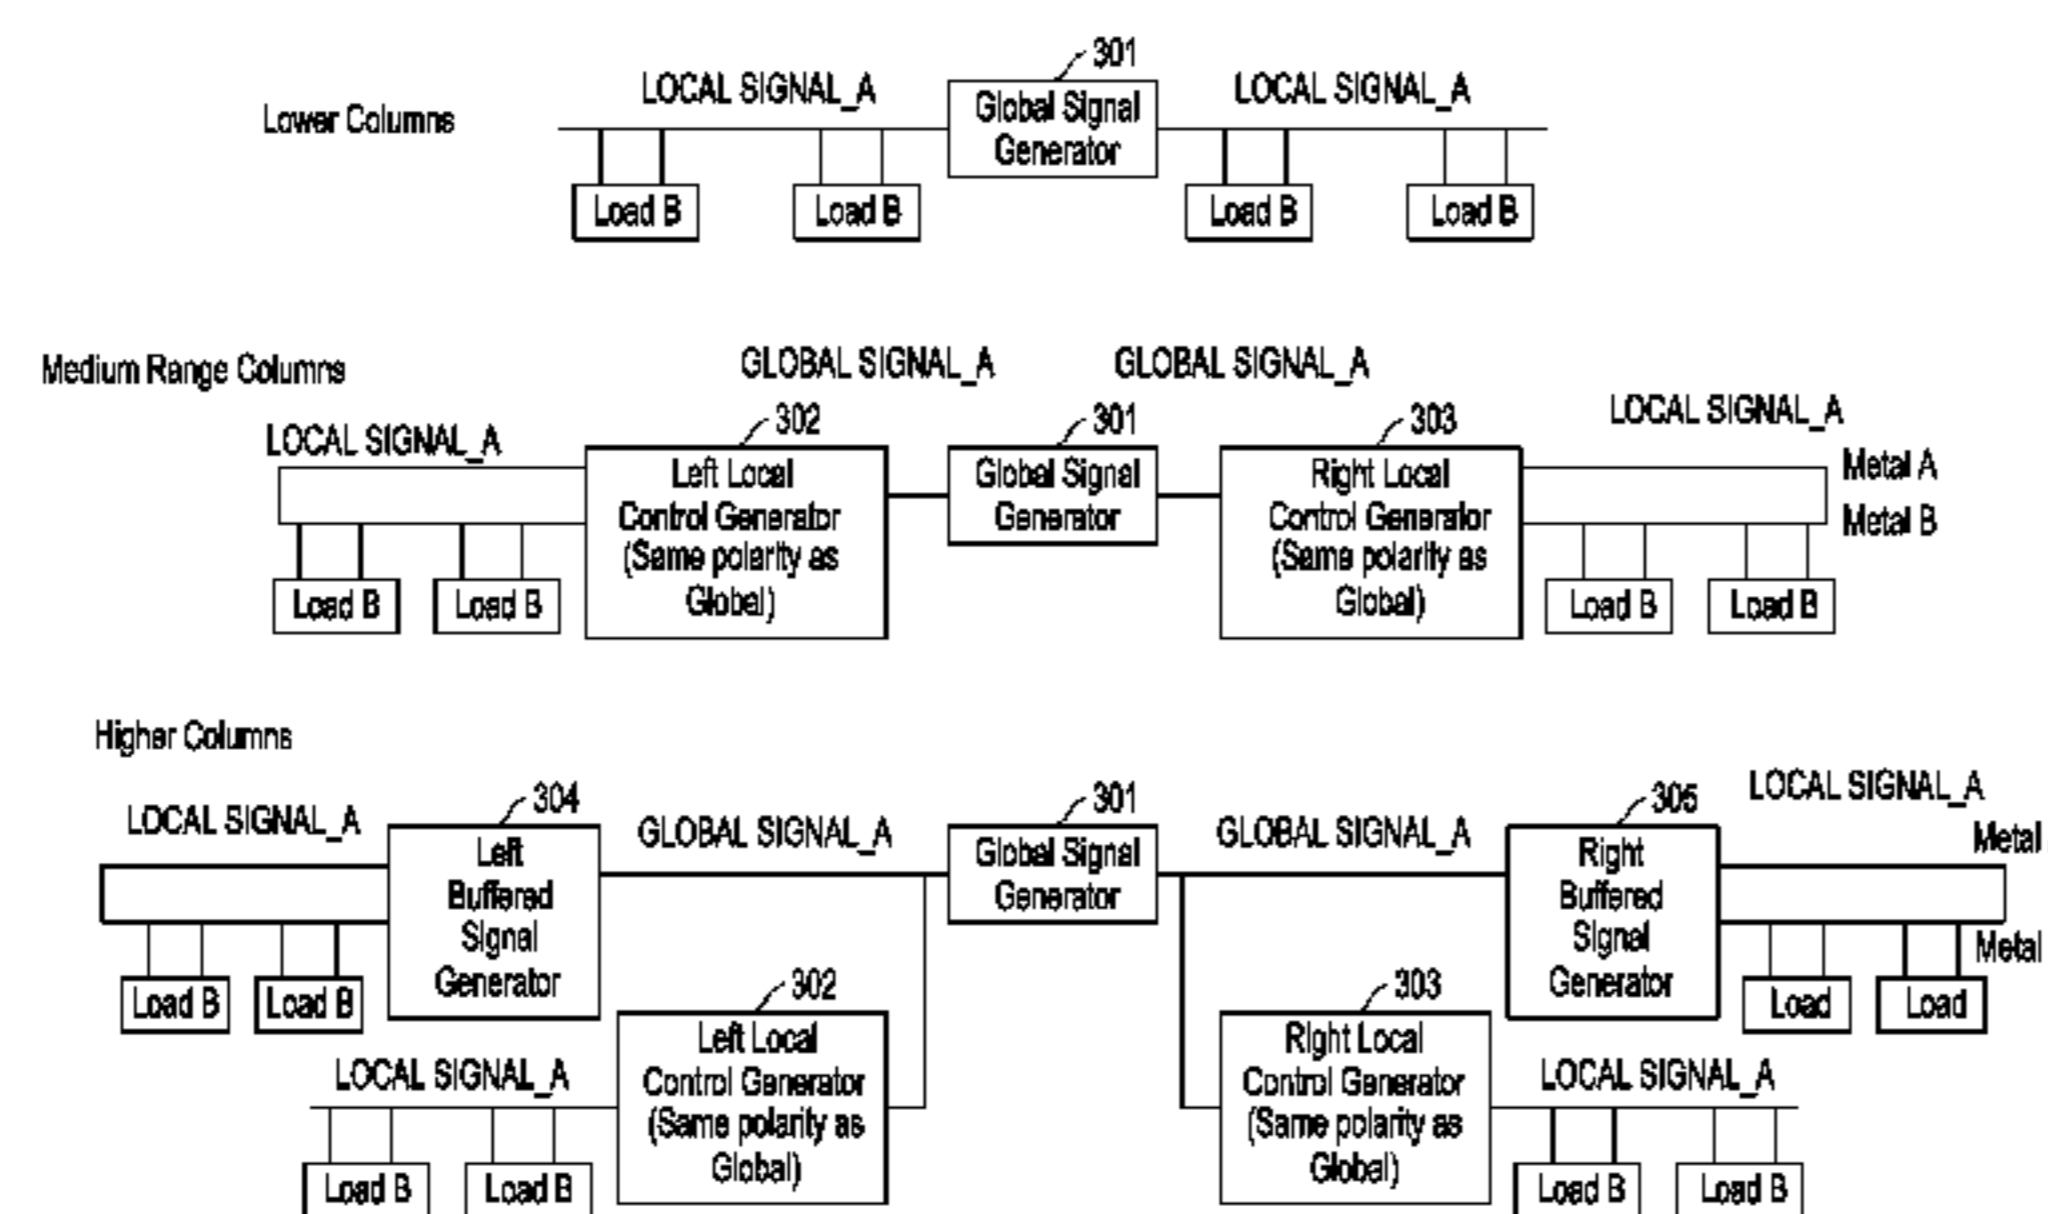 301
LOCAL SIGNAL_A
LOCAL SIGNAL_A
Lower Columns
Global Signal
Generator
Load B
Load B
Load B
Load B
Medium Range Columns
GLOBAL SIGNAL_A
GLOBAL SIGNAL_A
302
301
303
LOCAL SIGNAL_A
LOCAL SIGNAL_A
Left Local
Control Generator
(Same polarity as
Global)
Global Signal
Generator
Right Local
Control Generator
(Same polarity as
Global)
Metal A
Metal B
Load B
Load B
Load B
Load B
Higher Columns
304
301
305
LOCAL SIGNAL_A
LOCAL SIGNAL_A
GLOBAL SIGNAL_A
GLOBAL SIGNAL_A
Left
Buffered
Signal
Generator
Global Signal
Generator
Right
Buffered
Signal
Generator
Metal
Metal
Load B
Load B
Load
Load
302
303
LOCAL SIGNAL_A
Left Local
Control Generator
(Same polarity as
Global)
Right Local
Control Generator
(Same polarity as
Global)
LOCAL SIGNAL_A
Load B
Load B
Load B
Load B